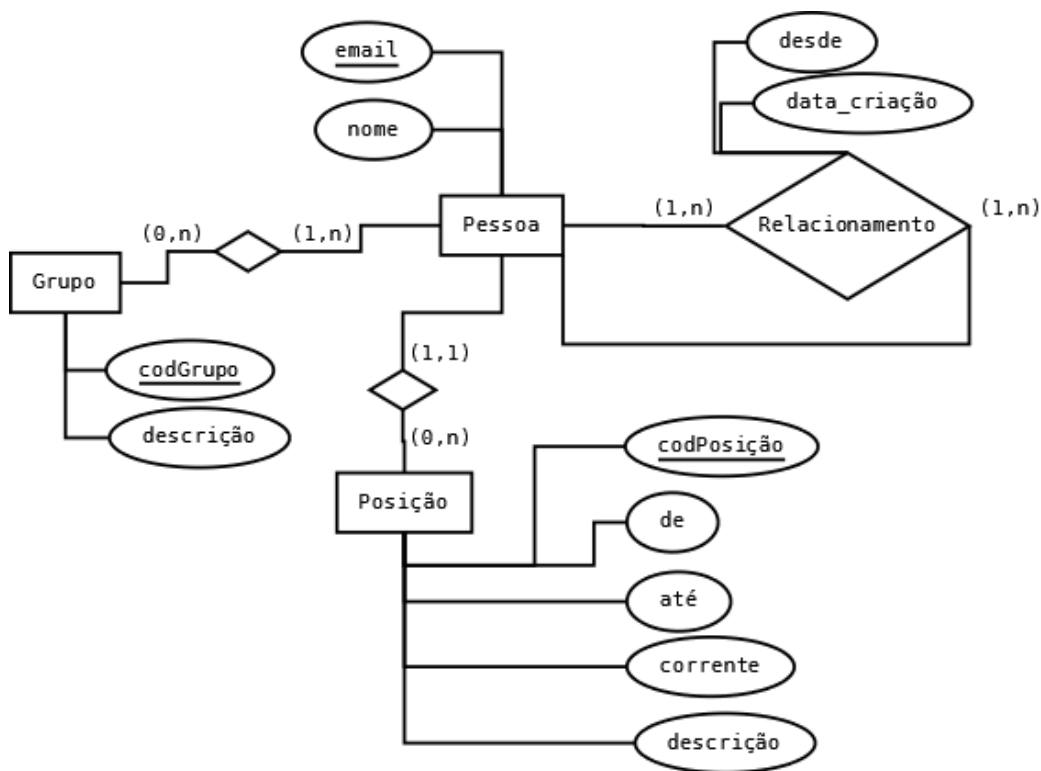 email
desde
data_criação
nome
(1,n)
(1,n)
Pessoa
Relacionamento
(0,n)
(1,n)
Grupo
(1,1)
codGrupo
descrição
(0,n)
codPosição
Posição
de
até
corrente
descrição